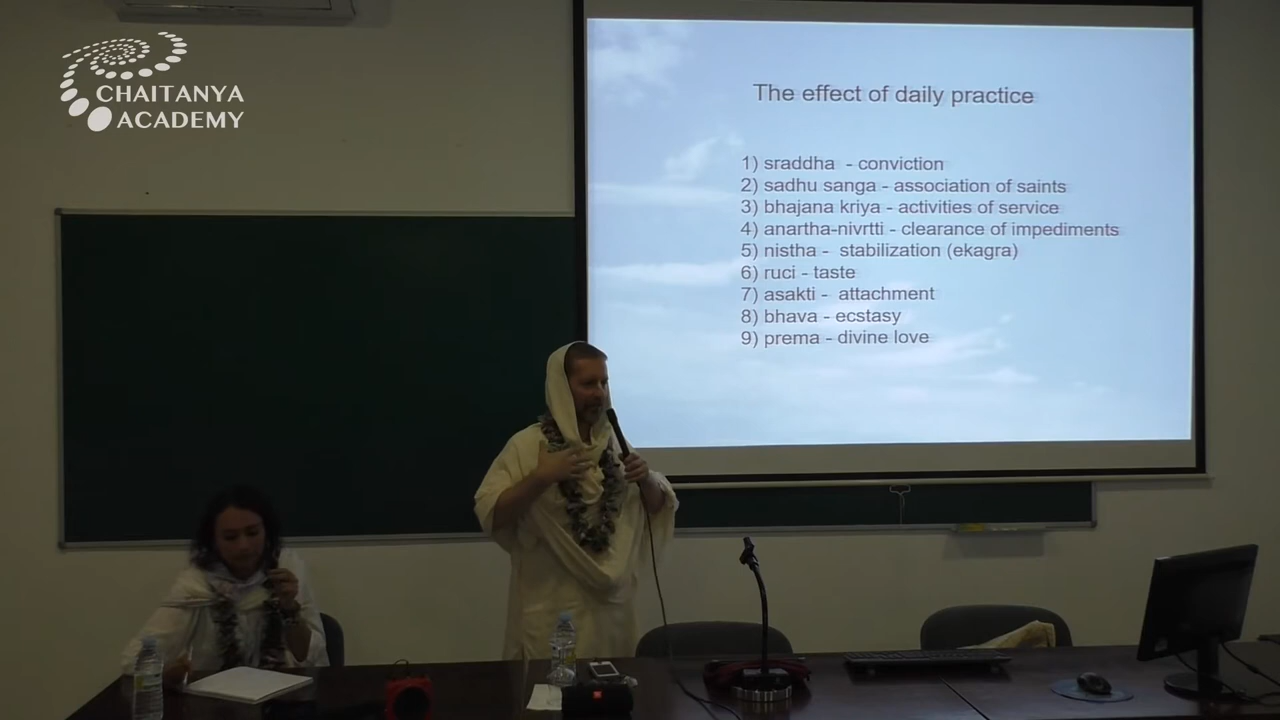 CHAITANYA
ACADEMY
The effect of daily practice
1) sraddha - conviction
2) sadhu sanga - association of saints
3) bhajana kriya - activities of service
4) anartha-nivrtti - clearance of impediments
5) nistha - stabilization (ekagra)
6) ruci - taste
7) asakti - attachment
8) bhava - ecstasy
9) prema - divine love